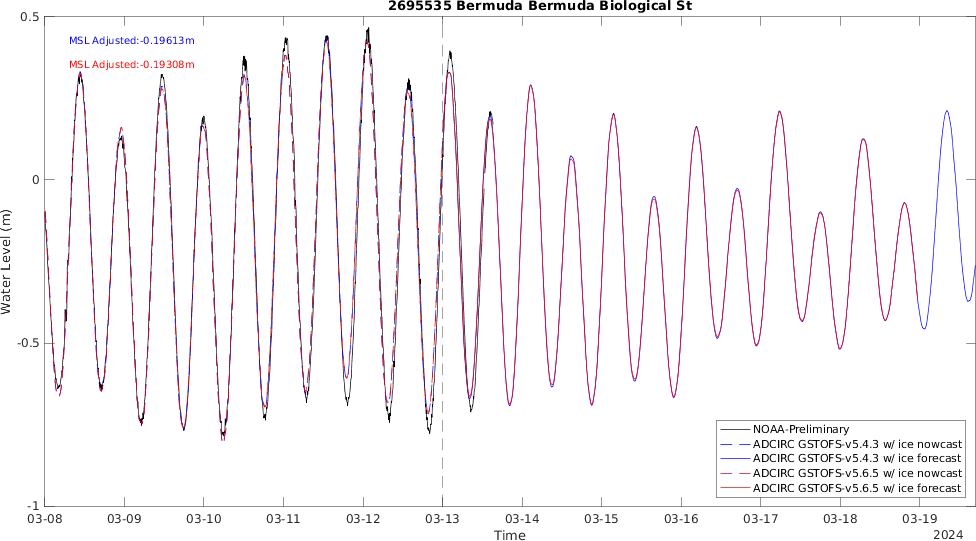 2695535 Bermuda Bermuda Biological St
0.5
MSL Adjusted:-0.19613m
MSL Adjusted:-0.19308m
0
Water Level (m)
-0.5
NOAA-Preliminary
ADCIRC GSTOFS-v5.4.3 w/ ice nowcast
ADCIRC GSTOFS-v5.4.3 w/ ice forecast
ADCIRC GSTOFS-v5.6.5 w/ ice nowcast
ADCIRC GSTOFS-v5.6.5 w/ ice forecast
-1
03-08 03-09 03-10 03-11 03-12 03-13 03-14 03-15 03-16 03-17 03-18 03-19
Time
2024